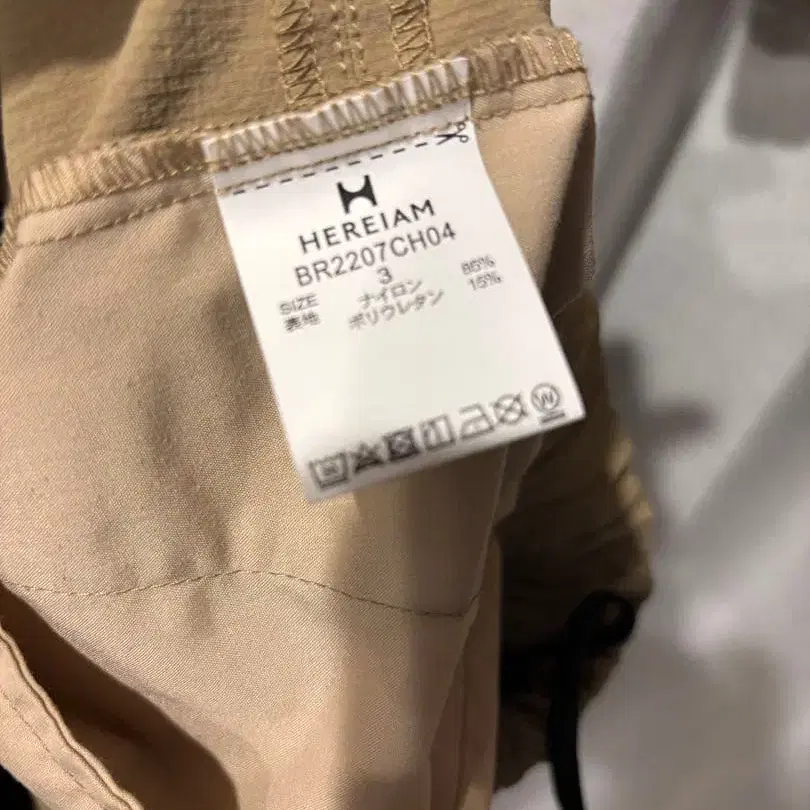 HEREIAM
BR2207CH04
SIZE 3
表地 ナイロン 85%
ポリウレタン 15%
W